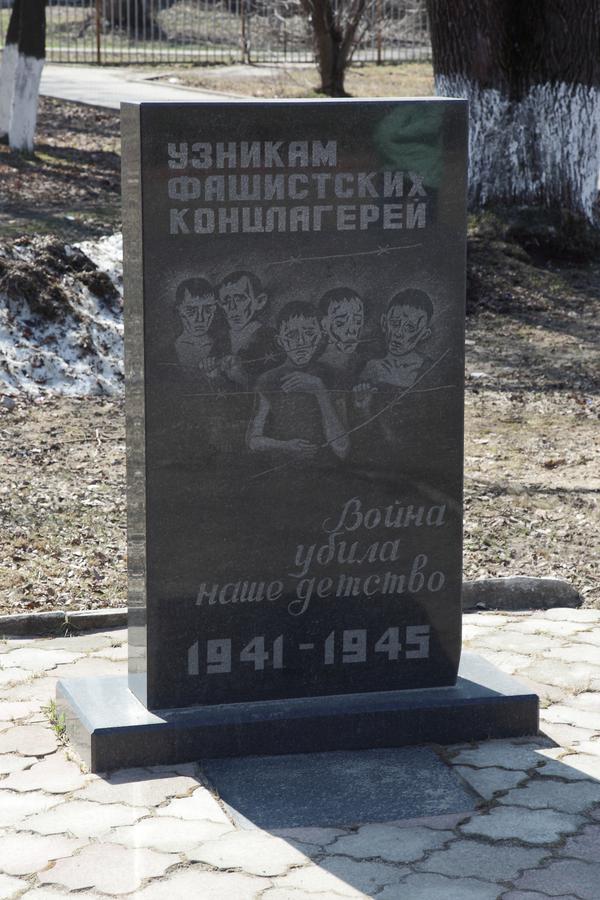 УЗНИКАМ
ФАШИСТСКИХ
КОНЦЛАГЕРЕЙ
Война
убила
наше детство
1941-1945